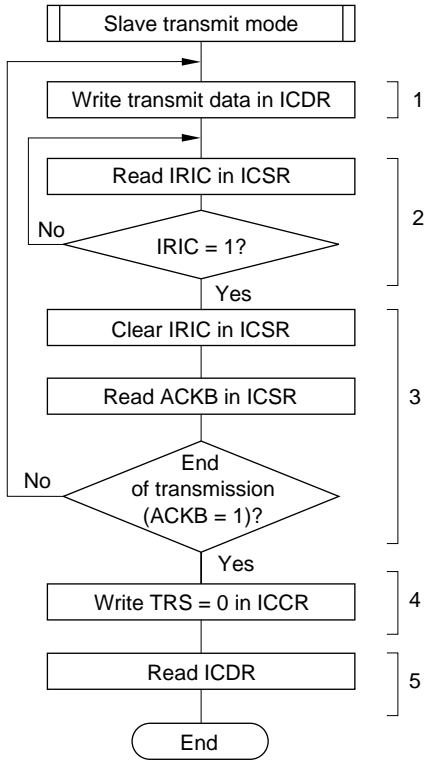 Slave transmit mode
Write transmit data in ICDR
1
Read IRIC in ICSR
2
No
IRIC = 1?
Yes
Clear IRIC in ICSR
3
Read ACKB in ICSR
End
of transmission
(ACKB = 1)?
No
Yes
Write TRS = 0 in ICCR
4
Read ICDR
5
End